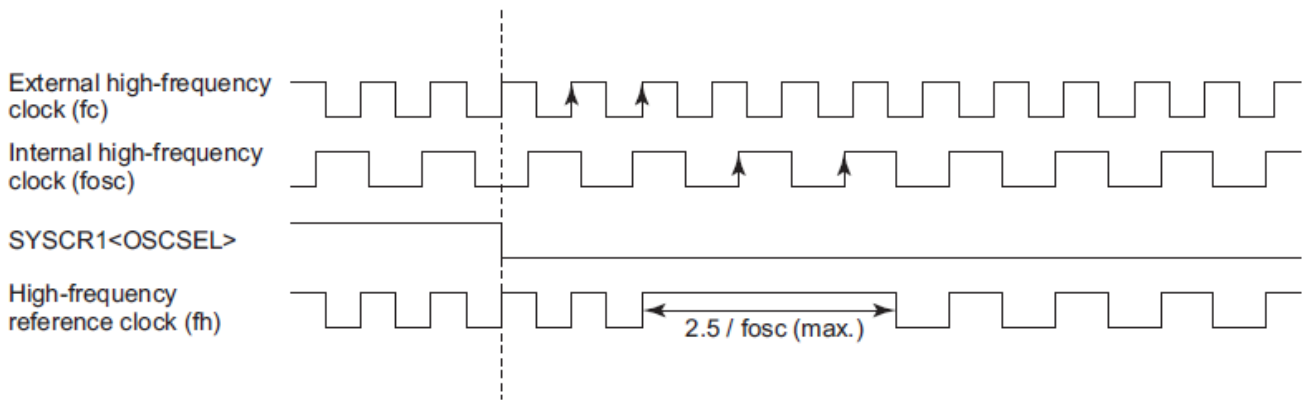 External high-frequency
clock (fc)
Internal high-frequency
clock (fosc)
SYSCR1<OSCSEL>
High-frequency
reference clock (fh)
2.5 / fosc (max.)